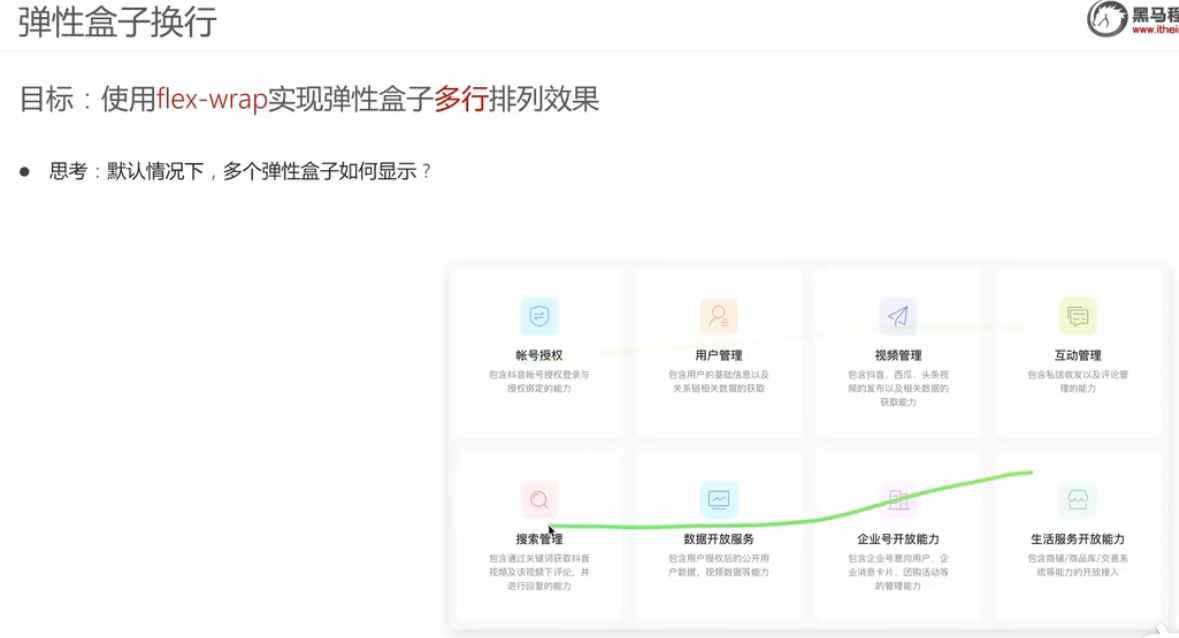 弹性盒子换行
黑马程
www.itheim
目标：使用flex-wrap实现弹性盒子多行排列效果
● 思考：默认情况下，多个弹性盒子如何显示？
帐号授权
包含抖音帐号授权登录与
授权绑定的能力
用户管理
包含用户的基础信息以及
关系链相关数据的获取
视频管理
包含抖音、西瓜、头条视
频的发布以及相关数据的
获取能力
互动管理
包含私信收发以及评论管
理的能力
搜索管理
包含通过关键词获取抖音
视频及该视频下评论，并
进行回复的能力
数据开放服务
包含用户授权后的公开用
户数据，视频数据等能力
企业号开放能力
包含企业号意向用户、企
业消息卡片、团购活动等
的管理能力
生活服务开放能力
包含商铺/商品库/交易系
统等能力的开放接入